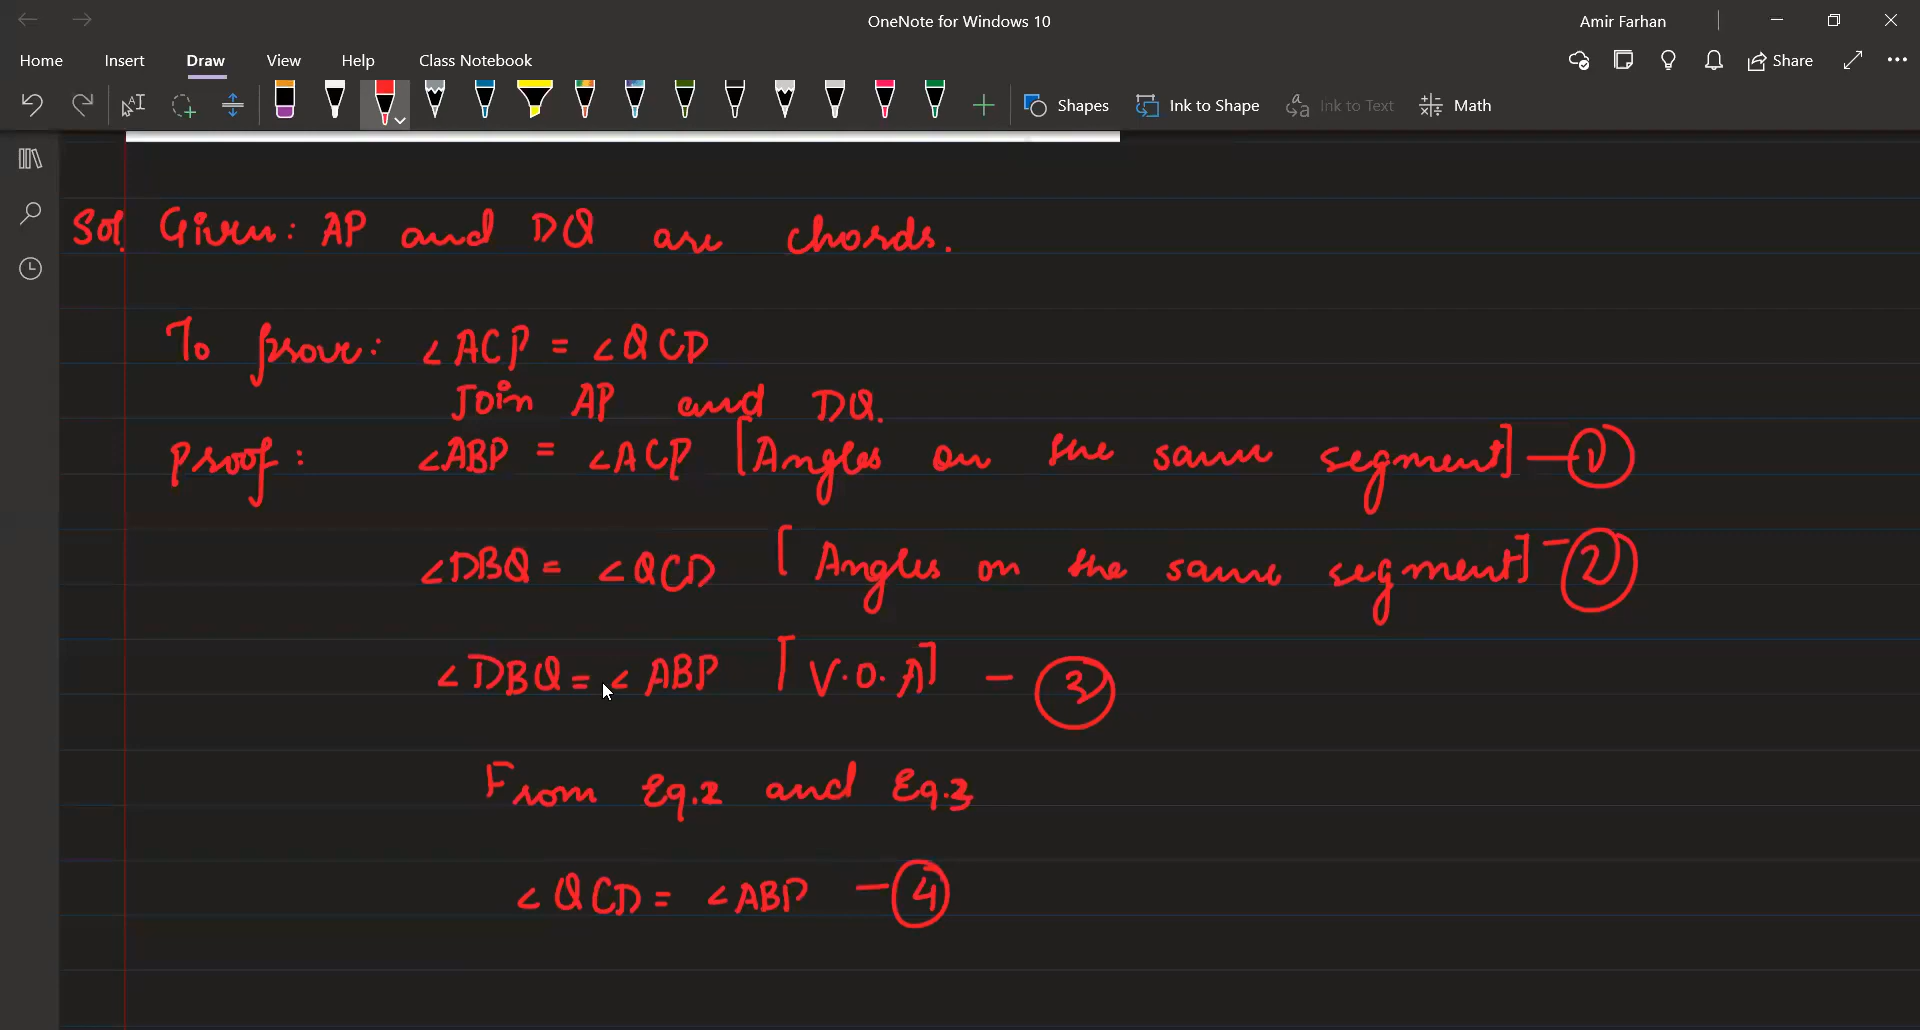 OneNote for Windows 10
Amir Farhan
Home Insert Draw View Help Class Notebook
Share
Shapes Ink to Shape Ink to Text Math
Sol. Given: AP and DQ are chords.
To prove: ∠ACP = ∠QCD
Join AP and DQ.
Proof: ∠ABP = ∠ACP [Angles on the same segment] — ①
∠DBQ = ∠QCD [Angles on the same segment] - ②
∠DBQ = ∠ABP [V.O.A] - ③
From Eq.2 and Eq.3
∠QCD = ∠ABP - ④